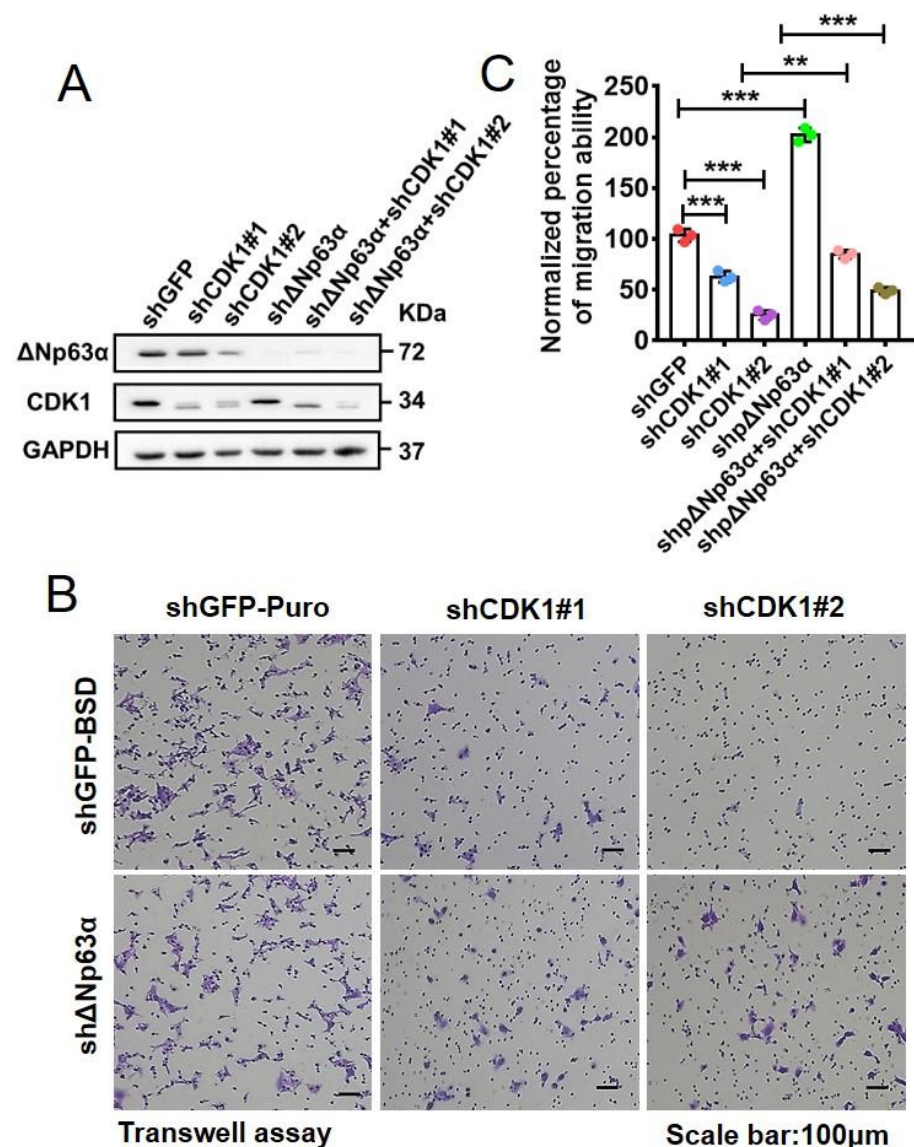 A
shGFP
shCDK1#1
shCDK1#2
shΔNp63α
shΔNp63α+shCDK1#1
shΔNp63α+shCDK1#2
KDa
ΔNp63α
72
CDK1
34
GAPDH
37
C
***
**
***
***
***
Normalized percentage
of migration ability
250
200
150
100
50
0
shGFP
shCDK1#1
shCDK1#2
shpΔNp63α
shpΔNp63α+shCDK1#1
shpΔNp63α+shCDK1#2
B
shGFP-Puro
shCDK1#1
shCDK1#2
shGFP-BSD
shΔNp63α
Transwell assay
Scale bar:100μm